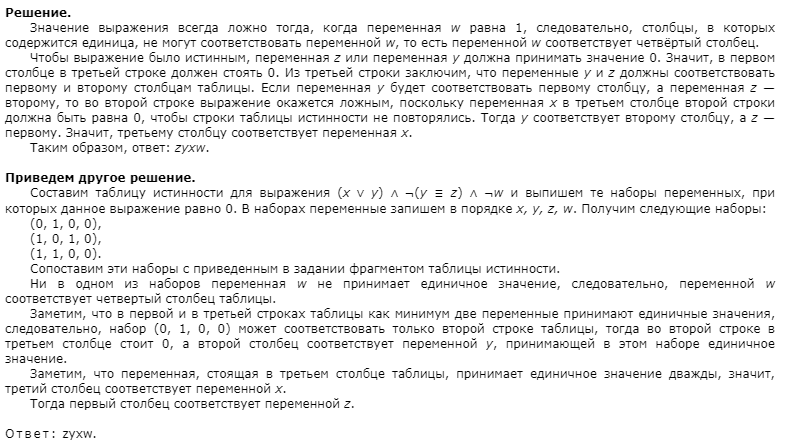 Решение.
Значение выражения всегда ложно тогда, когда переменная w равна 1, следовательно, столбцы, в которых
содержится единица, не могут соответствовать переменной w, то есть переменной w соответствует четвёртый столбец.
Чтобы выражение было истинным, переменная z или переменная y должна принимать значение 0. Значит, в первом
столбце в третьей строке должен стоять 0. Из третьей строки заключим, что переменные y и z должны соответствовать
первому и второму столбцам таблицы. Если переменная y будет соответствовать первому столбцу, а переменная z —
второму, то во второй строке выражение окажется ложным, поскольку переменная x в третьем столбце второй строки
должна быть равна 0, чтобы строки таблицы истинности не повторялись. Тогда y соответствует второму столбцу, а z —
первому. Значит, третьему столбцу соответствует переменная x.
Таким образом, ответ: zyxw.
Приведем другое решение.
Составим таблицу истинности для выражения (x ∨ y) ∧ ¬(y ≡ z) ∧ ¬w и выпишем те наборы переменных, при
которых данное выражение равно 0. В наборах переменные запишем в порядке x, y, z, w. Получим следующие наборы:
(0, 1, 0, 0),
(1, 0, 1, 0),
(1, 1, 0, 0).
Сопоставим эти наборы с приведенным в задании фрагментом таблицы истинности.
Ни в одном из наборов переменная w не принимает единичное значение, следовательно, переменной w
соответствует четвертый столбец таблицы.
Заметим, что в первой и в третьей строках таблицы как минимум две переменные принимают единичные значения,
следовательно, набор (0, 1, 0, 0) может соответствовать только второй строке таблицы, тогда во второй строке в
третьем столбце стоит 0, а второй столбец соответствует переменной y, принимающей в этом наборе единичное
значение.
Заметим, что переменная, стоящая в третьем столбце таблицы, принимает единичное значение дважды, значит,
третий столбец соответствует переменной x.
Тогда первый столбец соответствует переменной z.
Ответ: zyxw.